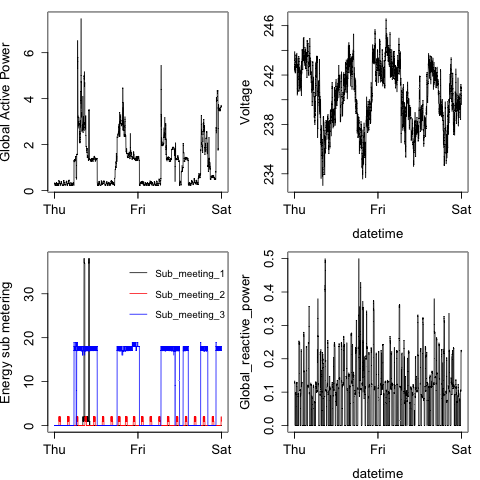 Global Active Power
0 2 4 6
Thu Fri Sat
Voltage
234 238 242 246
Thu Fri Sat
datetime
Energy sub metering
0 10 20 30
Sub_meeting_1
Sub_meeting_2
Sub_meeting_3
Thu Fri Sat
Global_reactive_power
0.0 0.1 0.2 0.3 0.4 0.5
Thu Fri Sat
datetime